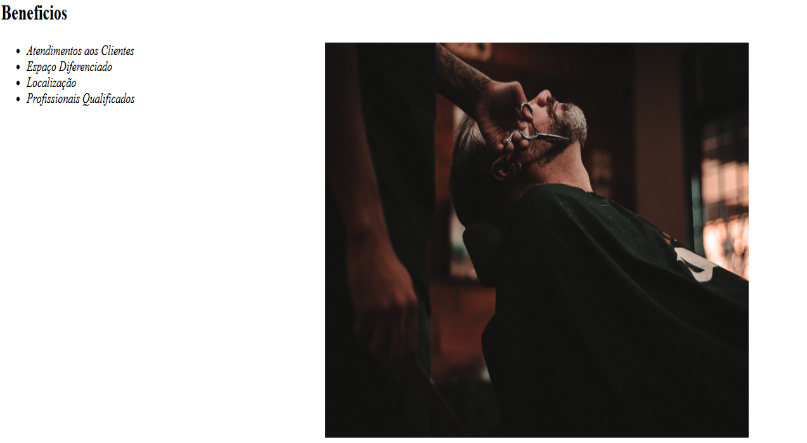 Beneficios
Atendimentos aos Clientes
Espaço Diferenciado
Localização
Profissionais Qualificados